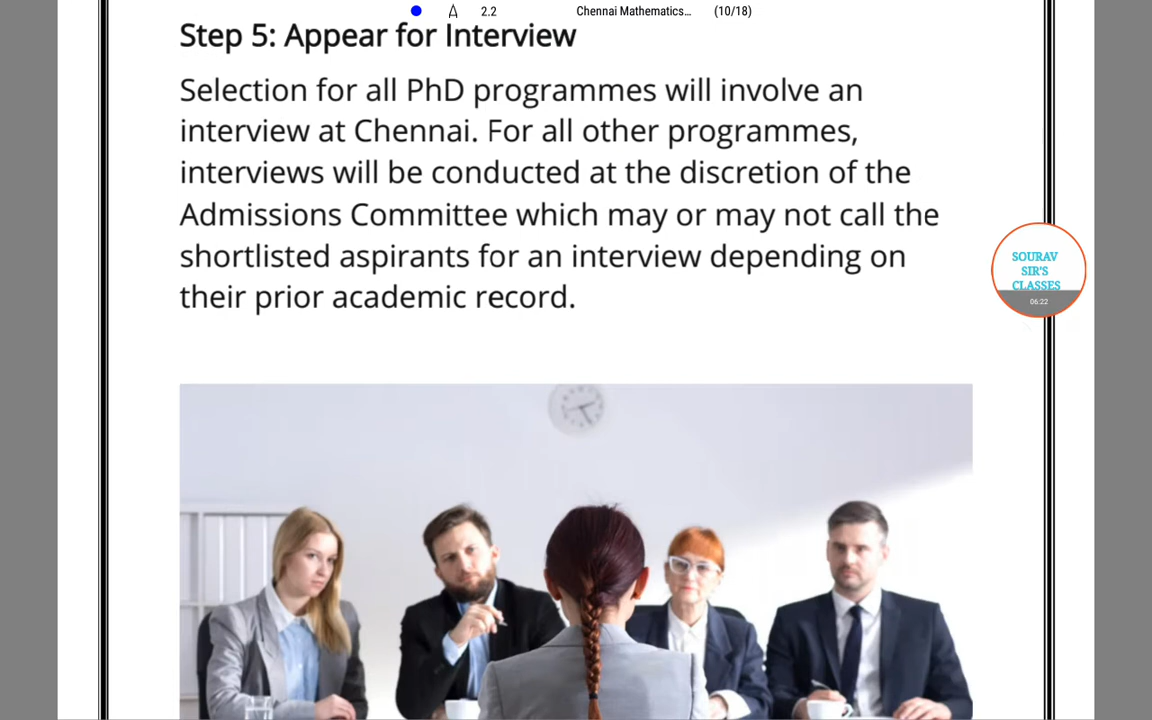 2.2 Chennai Mathematics... (10/18)
Step 5: Appear for Interview
Selection for all PhD programmes will involve an
interview at Chennai. For all other programmes,
interviews will be conducted at the discretion of the
Admissions Committee which may or may not call the
shortlisted aspirants for an interview depending on
their prior academic record.
SOURAV
SIR'S
CLASSES
06:22